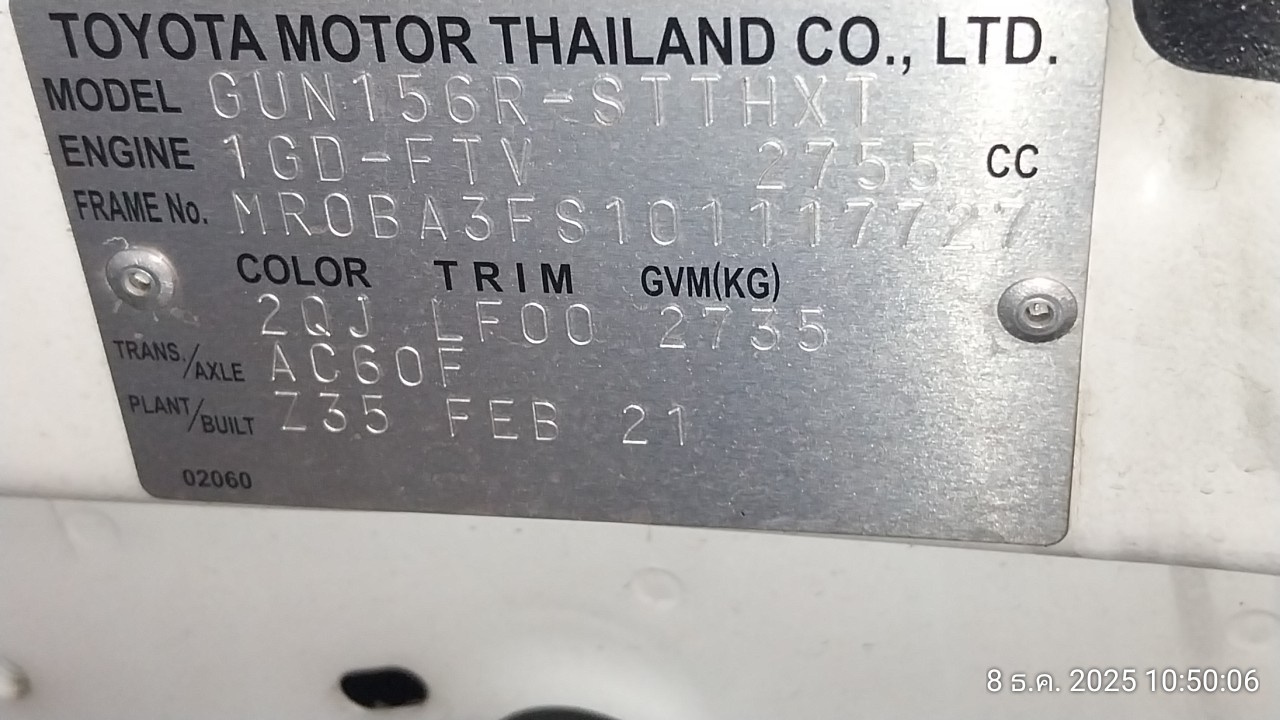 TOYOTA MOTOR THAILAND CO., LTD.
MODEL GUN156R-STTHXT
ENGINE 1GD-FTV 2755 CC
FRAME No. MR0BA3FS101117727
COLOR TRIM GVM(KG)
2QJ LF00 2735
TRANS./AXLE AC60F
PLANT/BUILT Z35 FEB 21
02060
8 ธ.ค. 2025 10:50:06